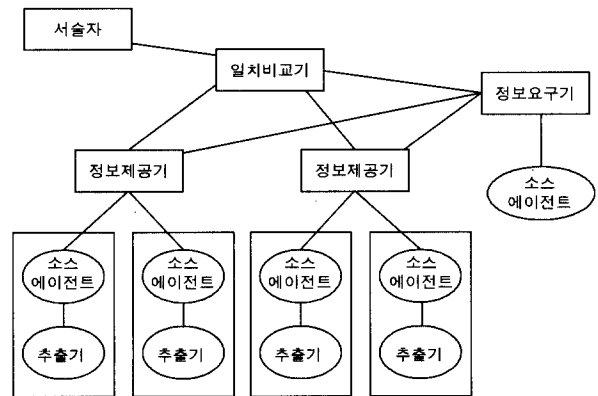 서술자
일치비교기
정보요구기
정보제공기
정보제공기
소스
에이전트
소스
에이전트
소스
에이전트
소스
에이전트
소스
에이전트
추출기
추출기
추출기
추출기